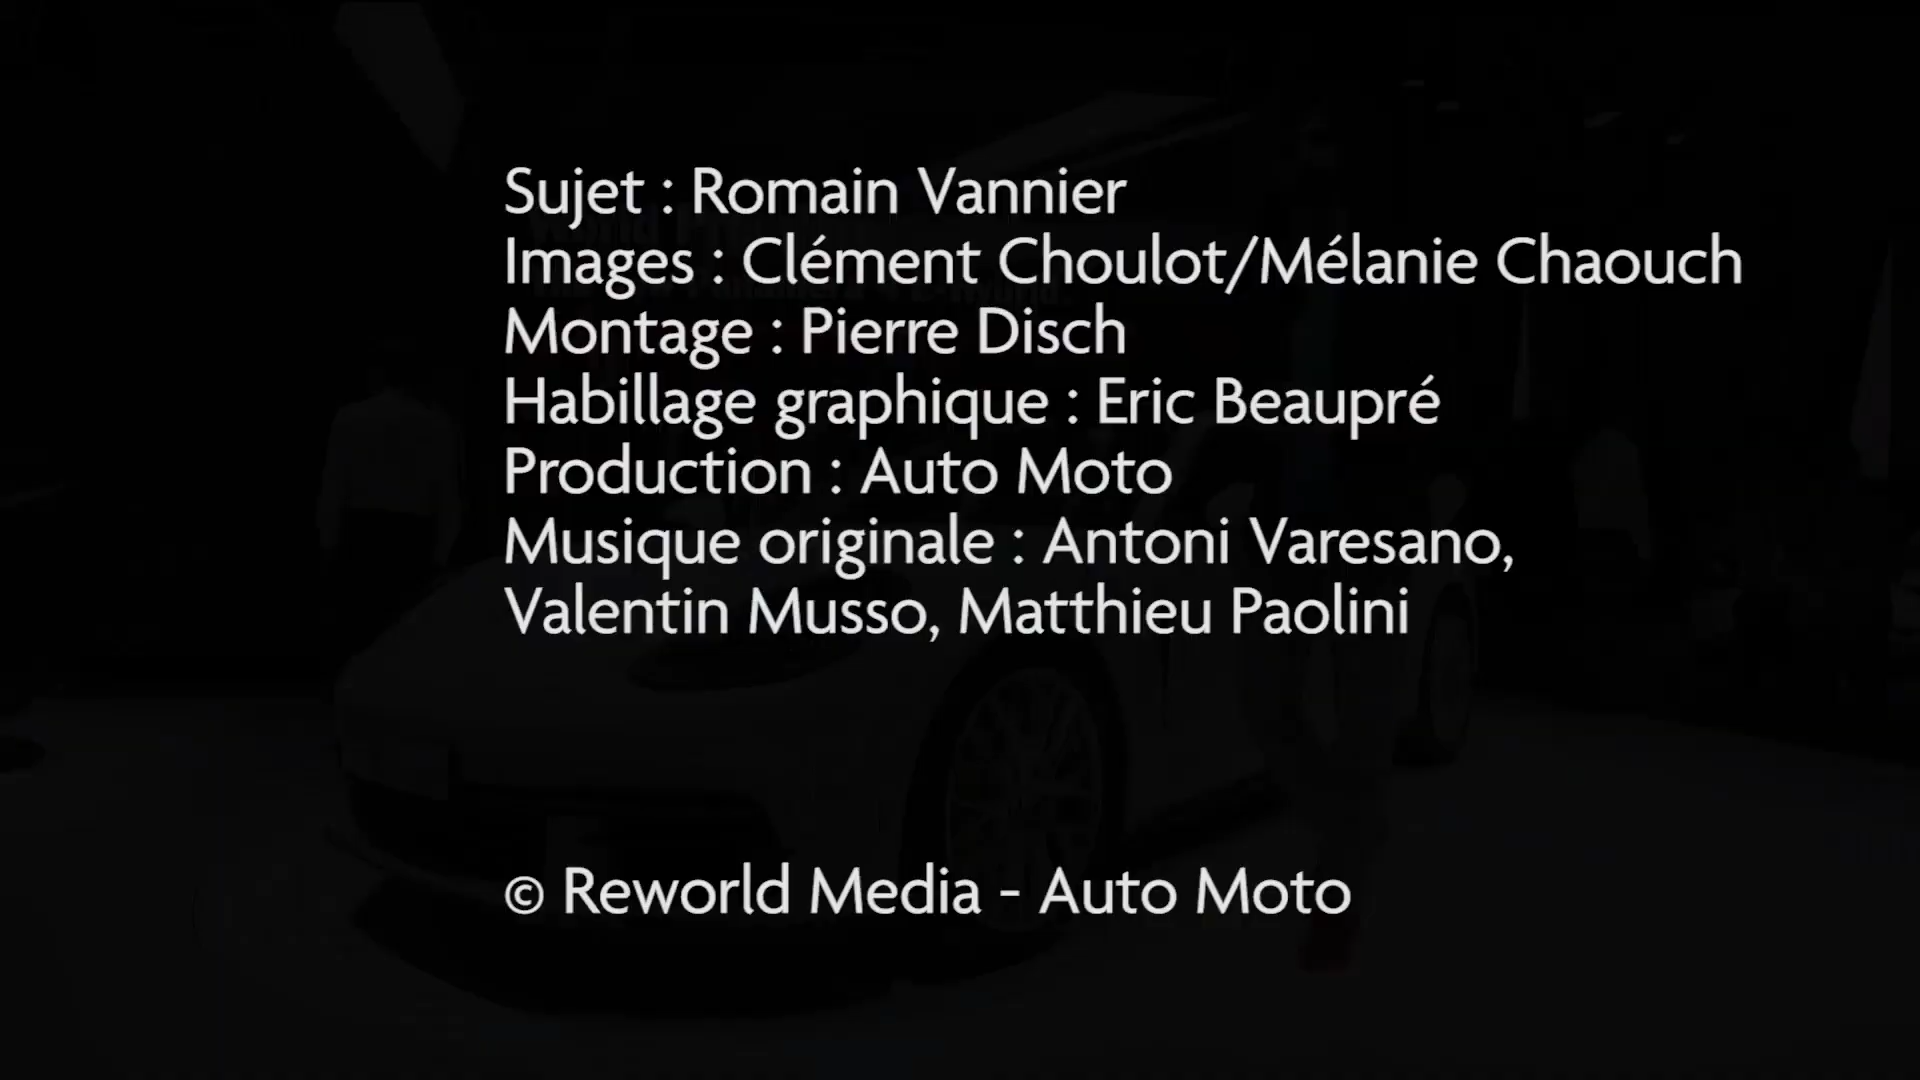 Sujet : Romain Vannier
Images : Clément Choulot/Mélanie Chaouch
Montage : Pierre Disch
Habillage graphique : Eric Beaupré
Production : Auto Moto
Musique originale : Antoni Varesano,
Valentin Musso, Matthieu Paolini
© Reworld Media - Auto Moto